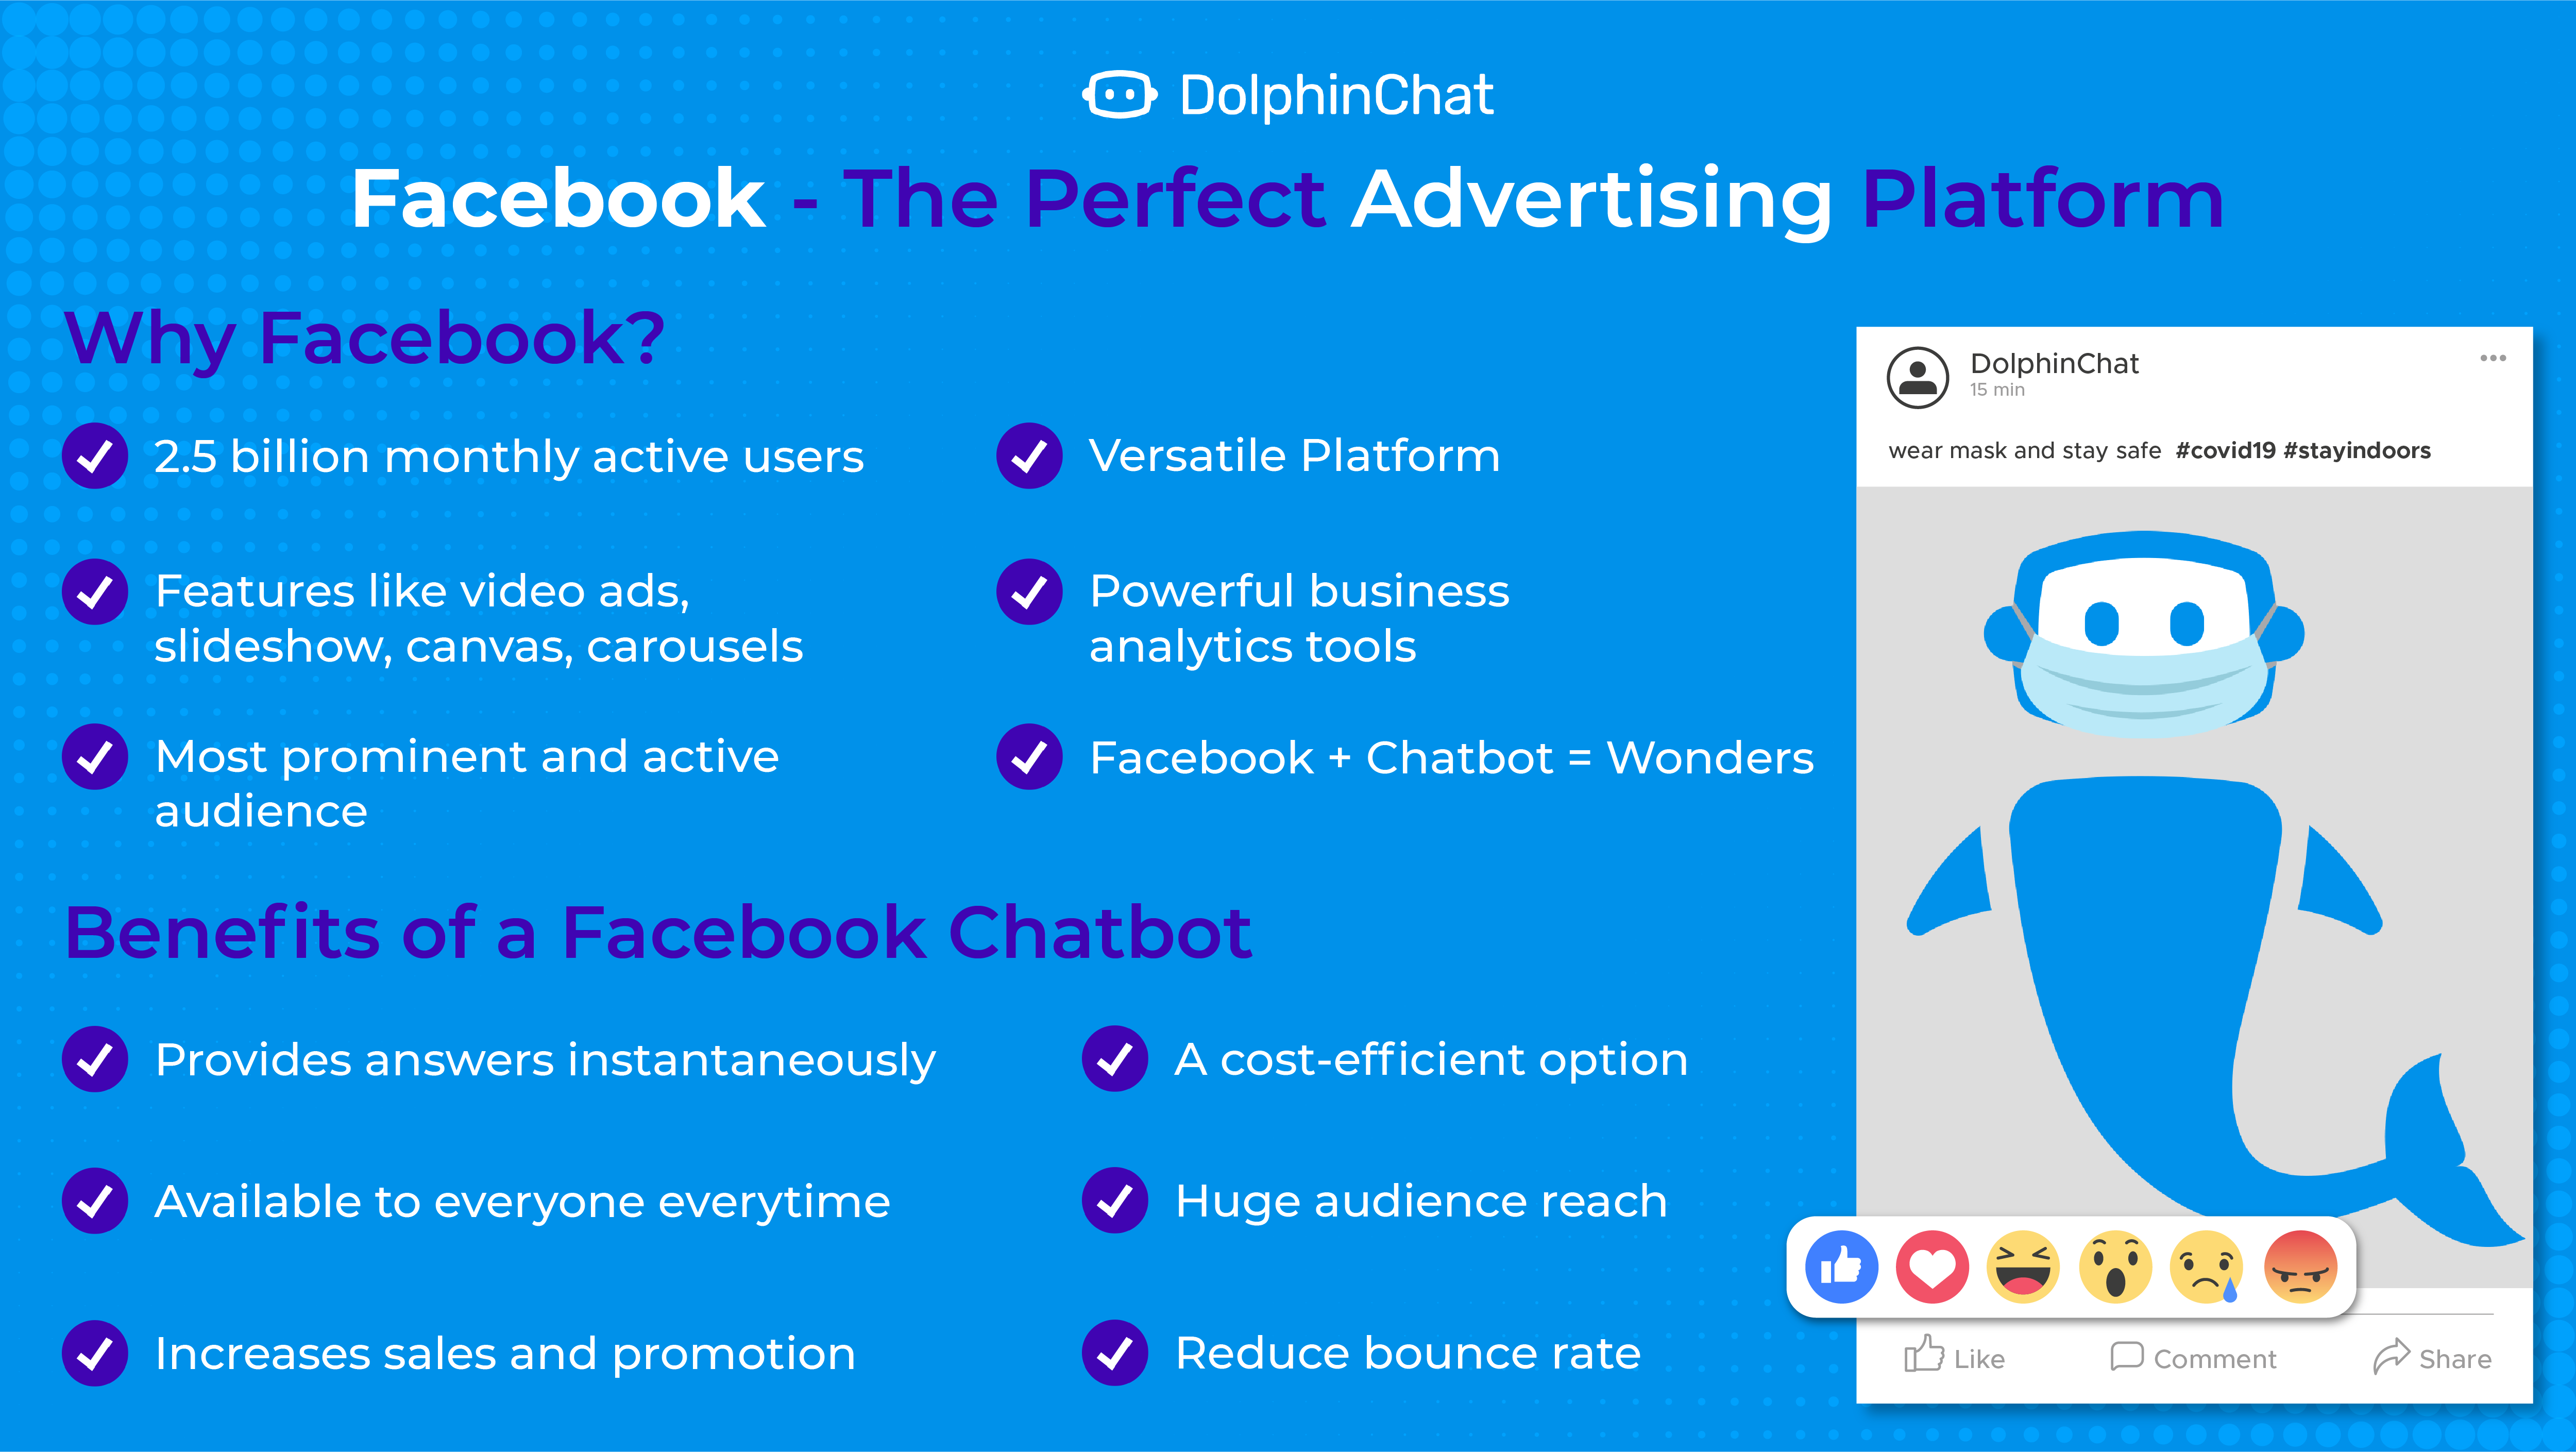 DolphinChat
Facebook - The Perfect Advertising Platform
Why Facebook?
2.5 billion monthly active users
Features like video ads,
slideshow, canvas, carousels
Most prominent and active
audience
Versatile Platform
Powerful business
analytics tools
Facebook + Chatbot = Wonders
Benefits of a Facebook Chatbot
Provides answers instantaneously
Available to everyone everytime
Increases sales and promotion
A cost-efficient option
Huge audience reach
Reduce bounce rate
DolphinChat
15 min
wear mask and stay safe #covid19 #stayindoors
Like Comment Share